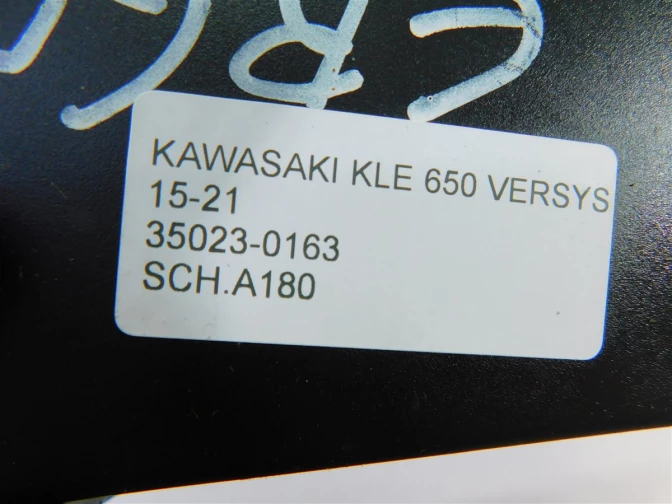 KAWASAKI KLE 650 VERSYS
15-21
35023-0163
SCH.A180